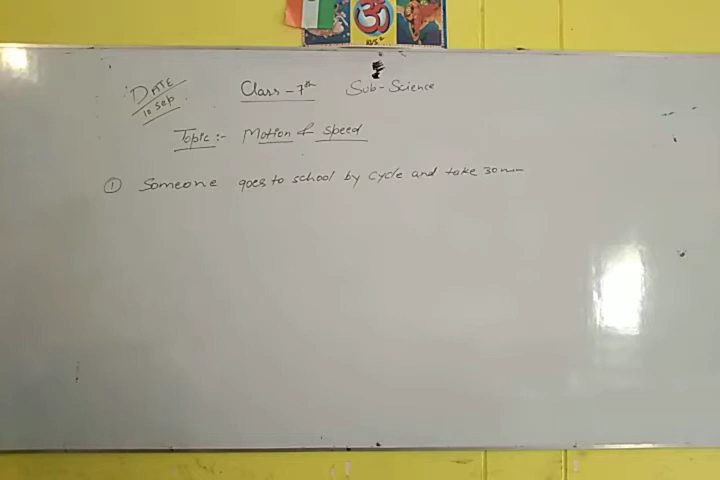 DATE
10 sep
Class - 7th Sub - Science
Topic :- Motion & speed
① Someone goes to school by cycle and take 30 min